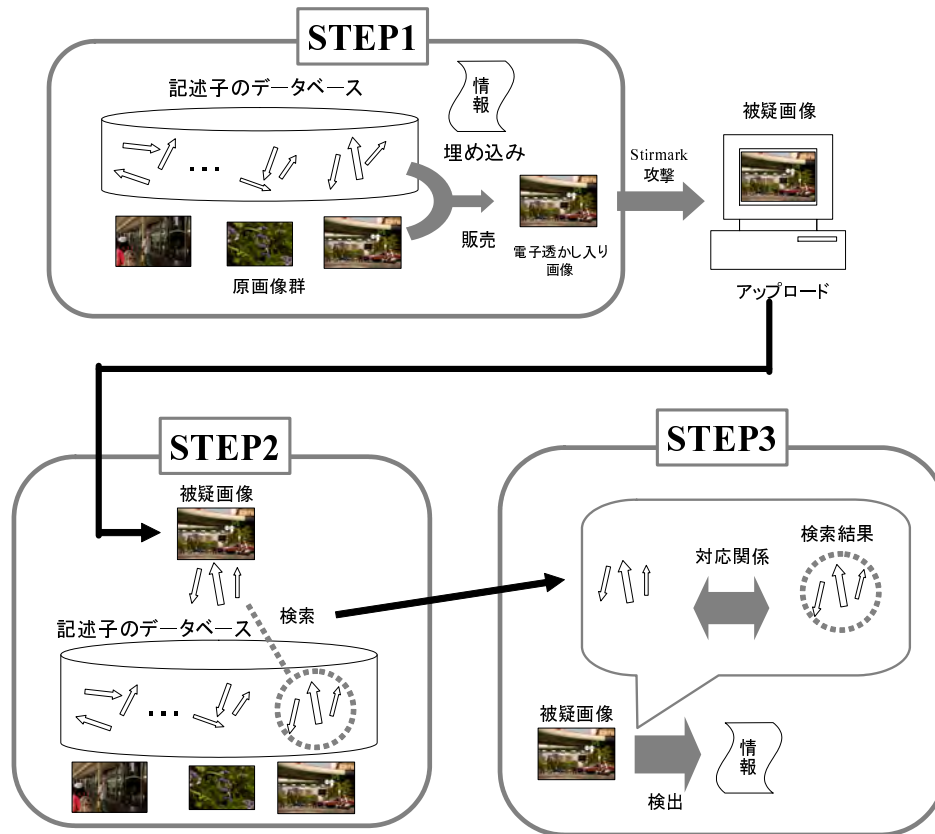 STEP1
記述子のデータベース
情
報
埋め込み
販売
原画像群
電子透かし入り
画像
Stirmark
攻撃
被疑画像
アップロード
STEP2
被疑画像
検索
記述子のデータベース
STEP3
対応関係
検索結果
被疑画像
検出
情
報